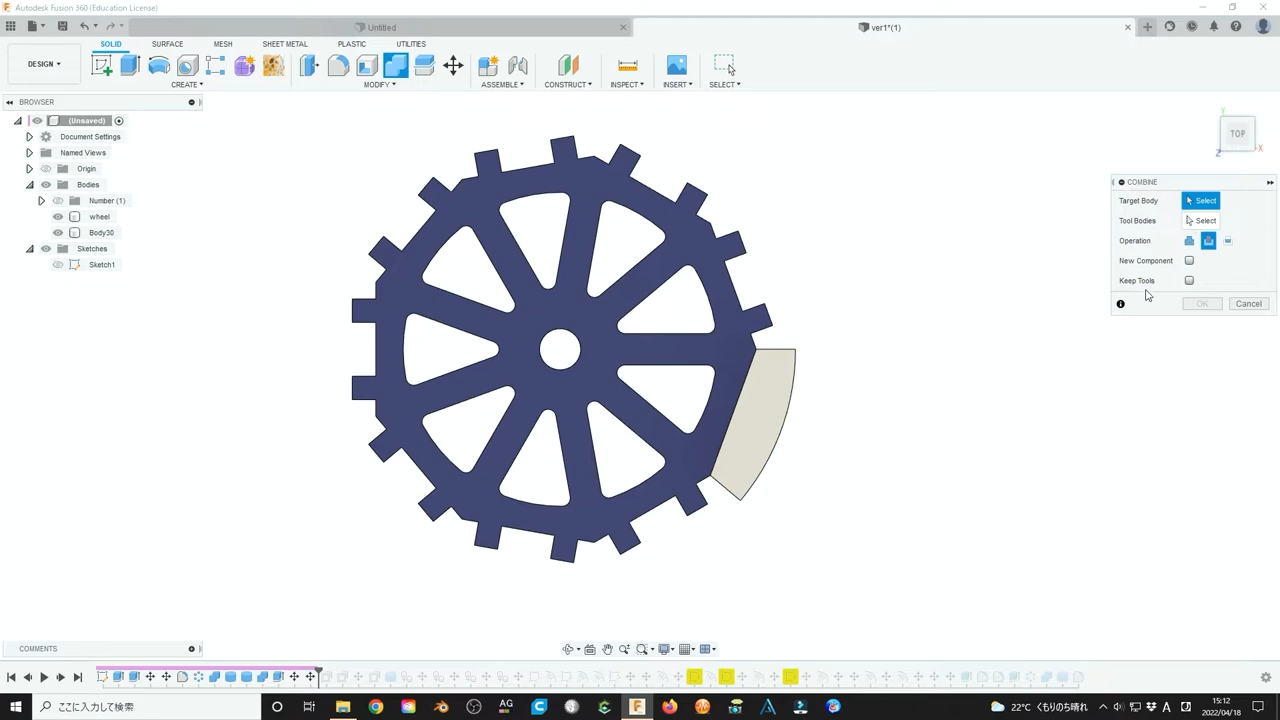 Autodesk Fusion 360 (Education License)
Untitled
ver1*(1)
DESIGN
SOLID
SURFACE
MESH
SHEET METAL
PLASTIC
UTILITIES
CREATE
MODIFY
ASSEMBLE
CONSTRUCT
INSPECT
INSERT
SELECT
BROWSER
(Unsaved)
Document Settings
Named Views
Origin
Bodies
Number (1)
wheel
Body30
Sketches
Sketch1
Y
TOP
X
Z
COMBINE
Target Body
Select
Tool Bodies
Select
Operation
New Component
Keep Tools
OK
Cancel
COMMENTS
ここに入力して検索
AG
22°C くもりのち晴れ
A
15:12
2022/04/18